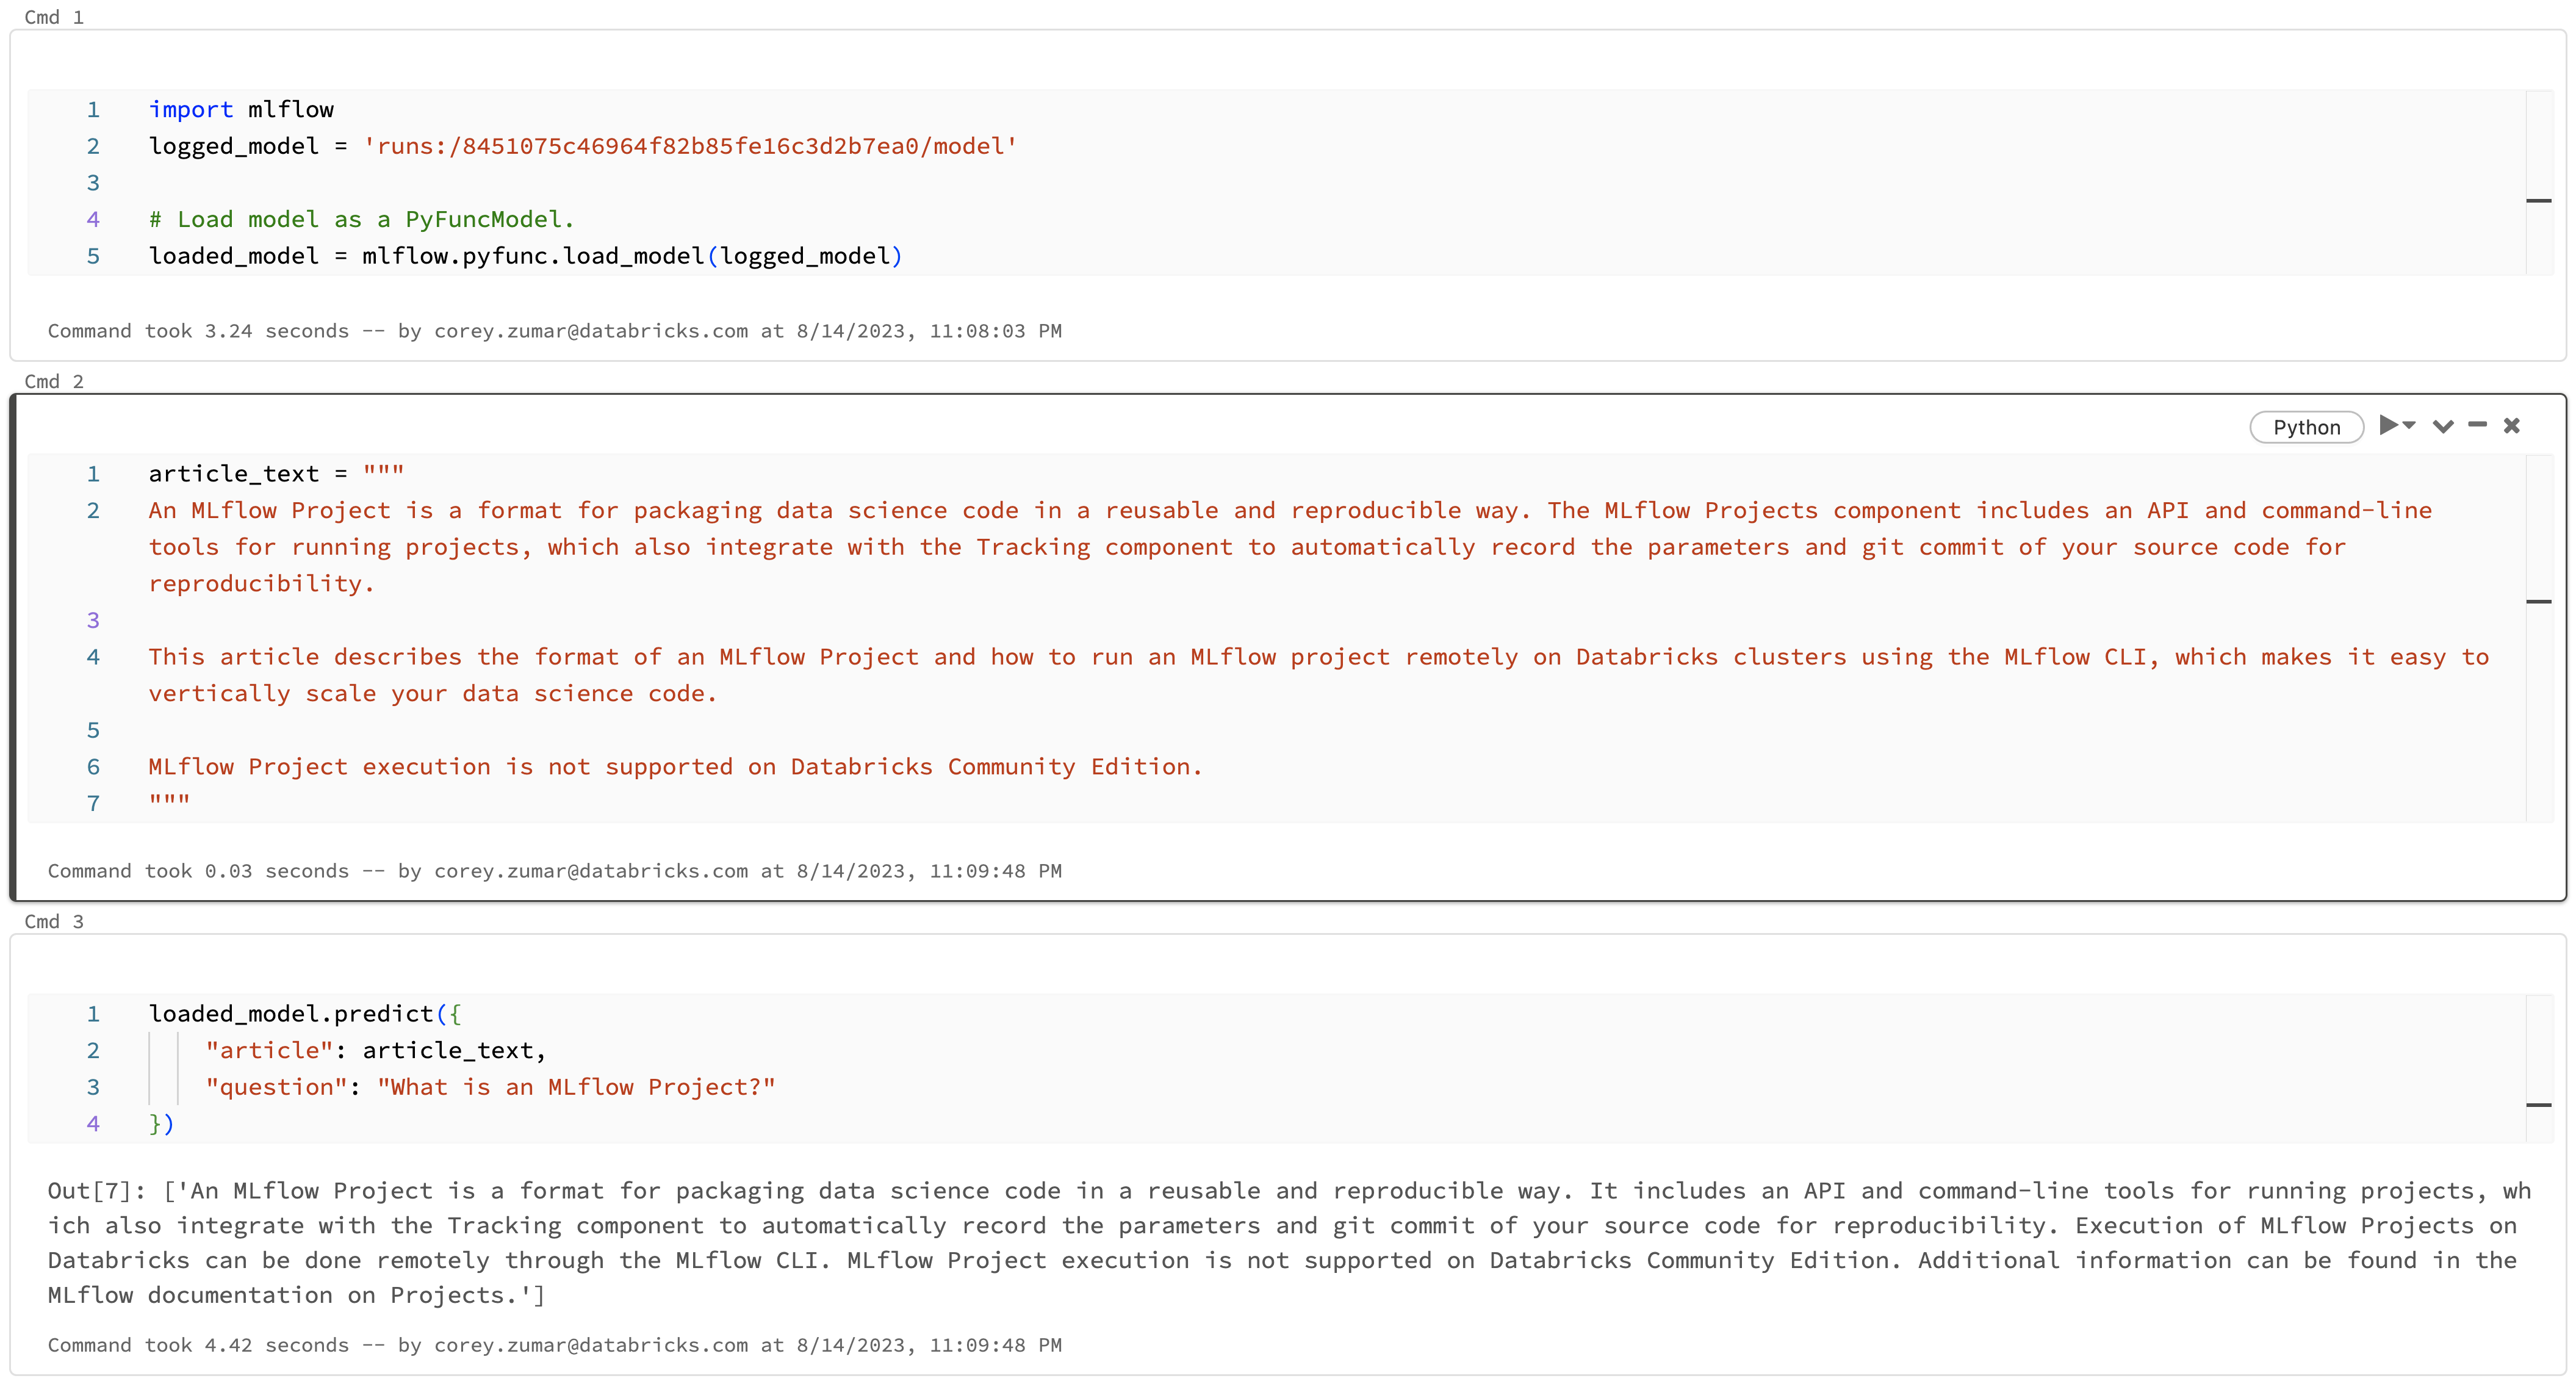 Cmd 1
1 import mlflow
2 logged_model = 'runs:/8451075c46964f82b85fe16c3d2b7ea0/model'
3
4 # Load model as a PyFuncModel.
5 loaded_model = mlflow.pyfunc.load_model(logged_model)
Command took 3.24 seconds -- by corey.zumar@databricks.com at 8/14/2023, 11:08:03 PM
Cmd 2
Python
1 article_text = """
2 An MLflow Project is a format for packaging data science code in a reusable and reproducible way. The MLflow Projects component includes an API and command-line
tools for running projects, which also integrate with the Tracking component to automatically record the parameters and git commit of your source code for
reproducibility.
3
4 This article describes the format of an MLflow Project and how to run an MLflow project remotely on Databricks clusters using the MLflow CLI, which makes it easy to
vertically scale your data science code.
5
6 MLflow Project execution is not supported on Databricks Community Edition.
7 """
Command took 0.03 seconds -- by corey.zumar@databricks.com at 8/14/2023, 11:09:48 PM
Cmd 3
1 loaded_model.predict({
2 "article": article_text,
3 "question": "What is an MLflow Project?"
4 })
Out[7]: ['An MLflow Project is a format for packaging data science code in a reusable and reproducible way. It includes an API and command-line tools for running projects, wh
ich also integrate with the Tracking component to automatically record the parameters and git commit of your source code for reproducibility. Execution of MLflow Projects on
Databricks can be done remotely through the MLflow CLI. MLflow Project execution is not supported on Databricks Community Edition. Additional information can be found in the
MLflow documentation on Projects.']
Command took 4.42 seconds -- by corey.zumar@databricks.com at 8/14/2023, 11:09:48 PM